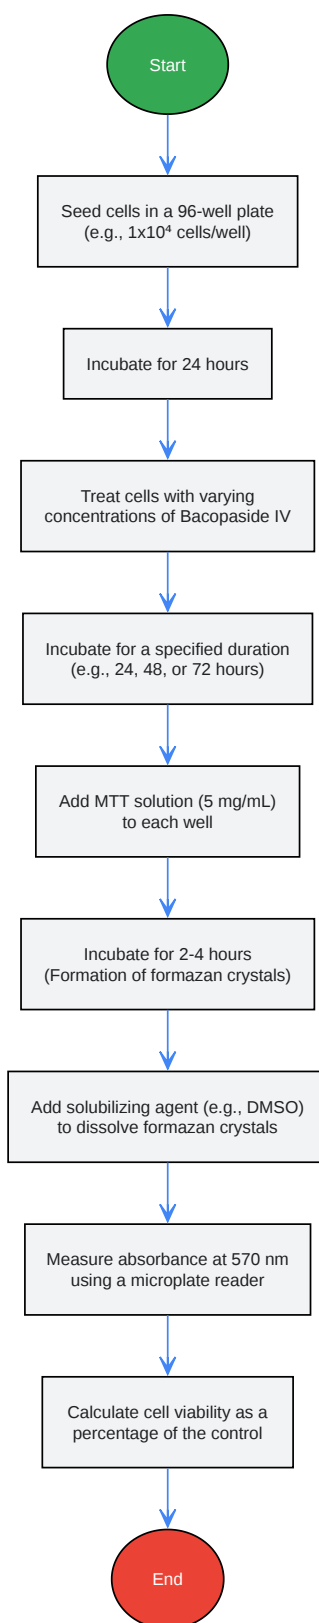 Start
Seed cells in a 96-well plate
(e.g., 1x10⁴ cells/well)
Incubate for 24 hours
Treat cells with varying
concentrations of Bacopaside IV
Incubate for a specified duration
(e.g., 24, 48, or 72 hours)
Add MTT solution (5 mg/mL)
to each well
Incubate for 2-4 hours
(Formation of formazan crystals)
Add solubilizing agent (e.g., DMSO)
to dissolve formazan crystals
Measure absorbance at 570 nm
using a microplate reader
Calculate cell viability as a
percentage of the control
End